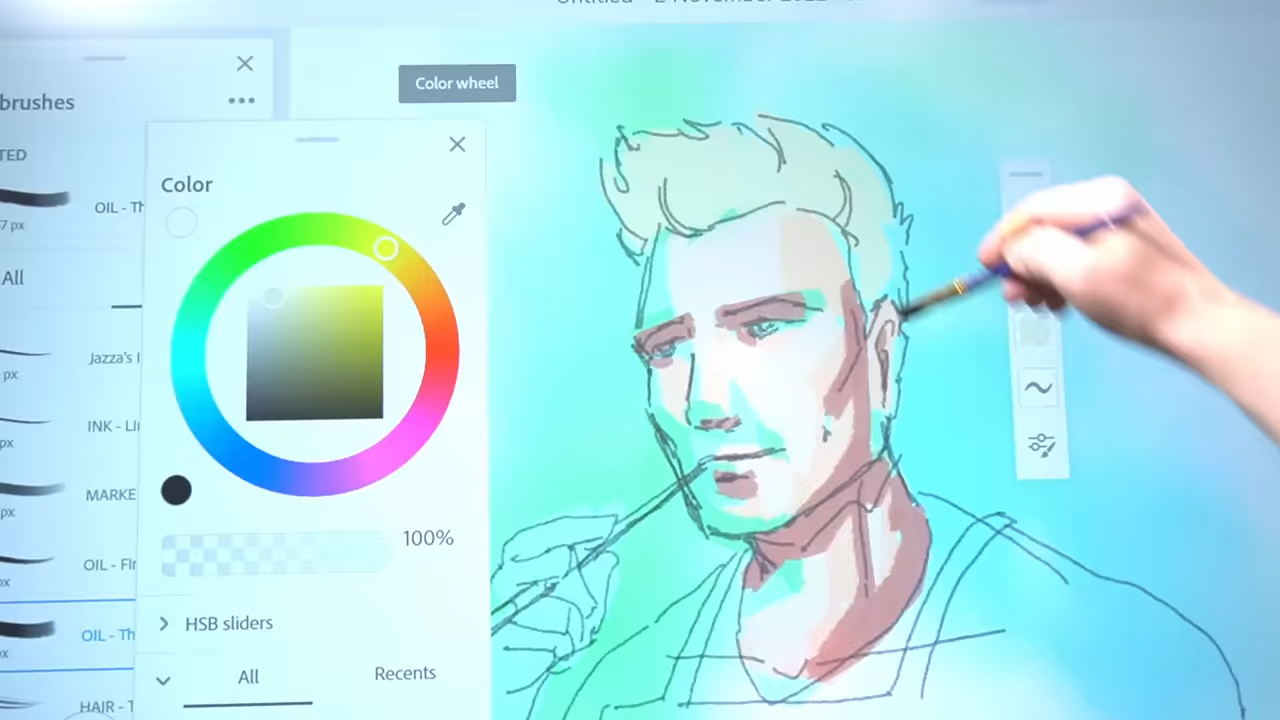 brushes
Color wheel
TED
Color
OIL - Th
7 px
All
Jazza's I
px
INK - LI
px
MARKE
px
100%
OIL - FIr
px
HSB sliders
OIL - Th
px
All
Recents
HAIR - T